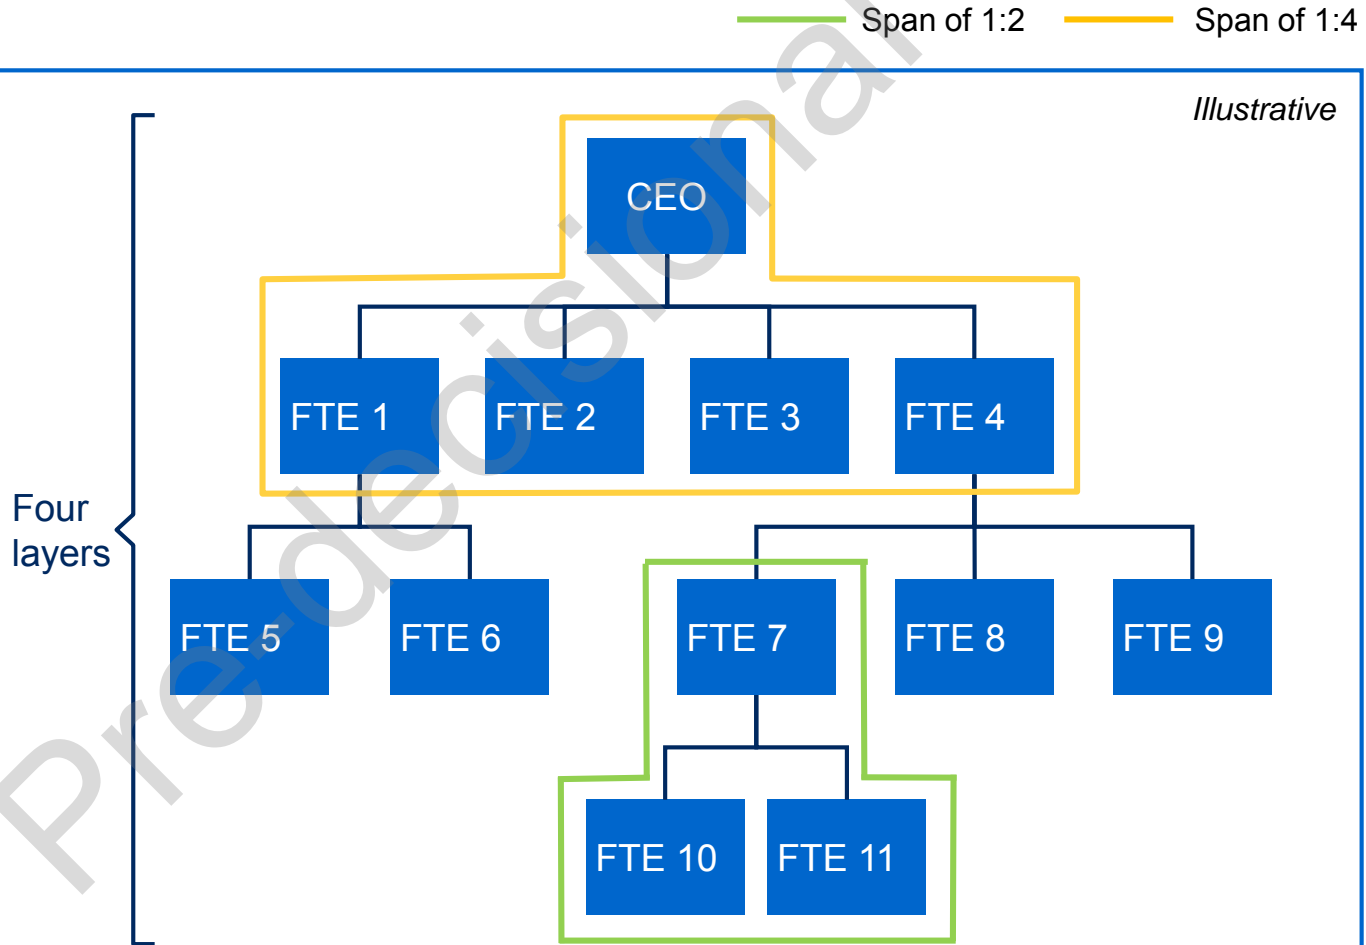 Span of 1:2
Span of 1:4
Illustrative
CEO
FTE 1
FTE 2
FTE 3
FTE 4
Four
layers
FTE 5
FTE 6
FTE 7
FTE 8
FTE 9
FTE 10
FTE 11
Pre-decisional